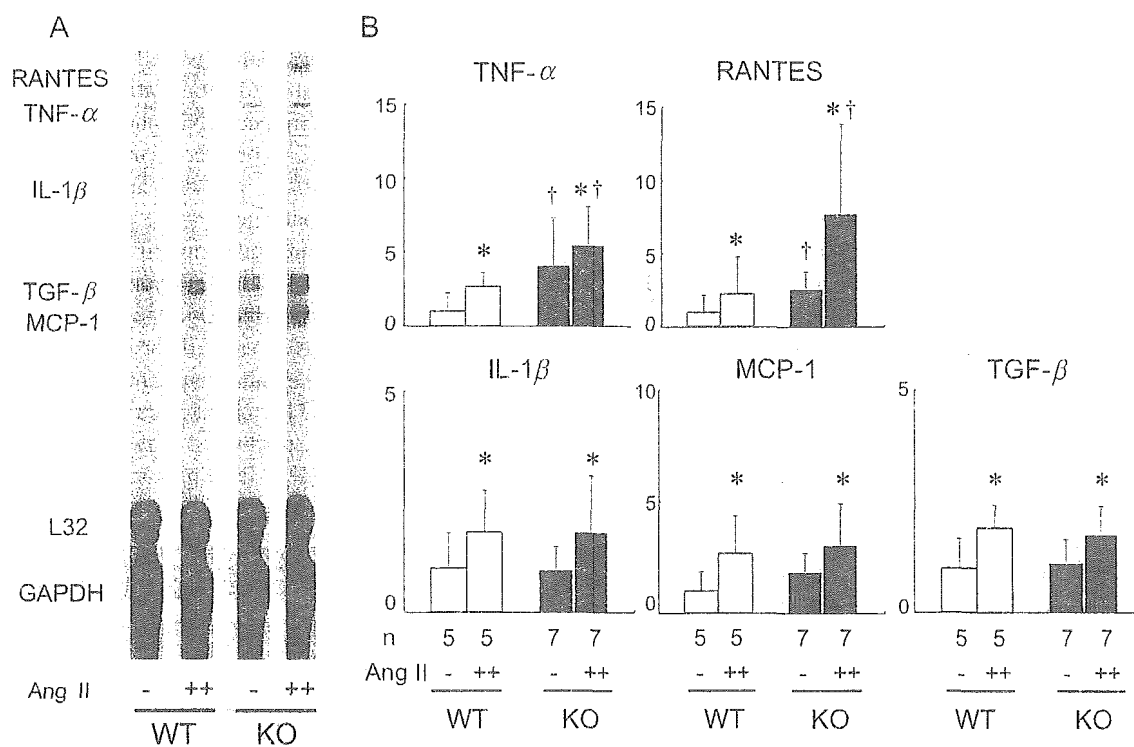 A
RANTES
TNF-α
IL-1β
TGF-β
MCP-1
L32
GAPDH
Ang II - ++ - ++
WT KO
B
TNF-α RANTES
15 15
10 10
5 5
0 0
* † *† * † *†
IL-1β MCP-1 TGF-β
5 10 5
* * * * * *
5
0 0 0
n 5 5 7 7 5 5 7 7 5 5 7 7
Ang II - ++ - ++ - ++ - ++ - ++ - ++
WT KO WT KO WT KO